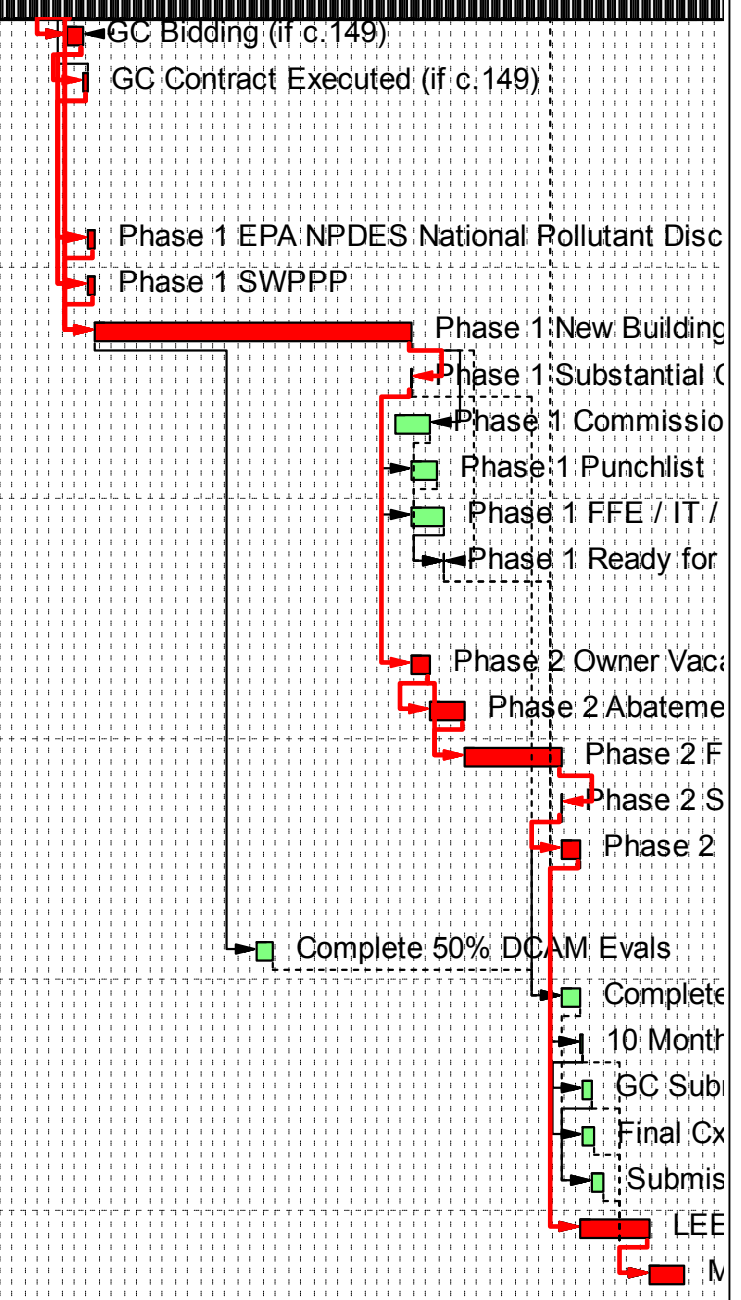 GC Bidding (if c.149)
GC Contract Executed (if c.149)
Phase 1 EPA NPDES National Pollutant Disc
Phase 1 SWPPP
Phase 1 New Building
Phase 1 Substantial
Phase 1 Commissio
Phase 1 Punchlist
Phase 1 FFE / IT /
Phase 1 Ready for
Phase 2 Owner Vaca
Phase 2 Abateme
Phase 2 F
Phase 2 S
Phase 2
Complete 50% DCAM Evals
Complete
10 Month
GC Sub
Final Cx
Submis
LEE
M